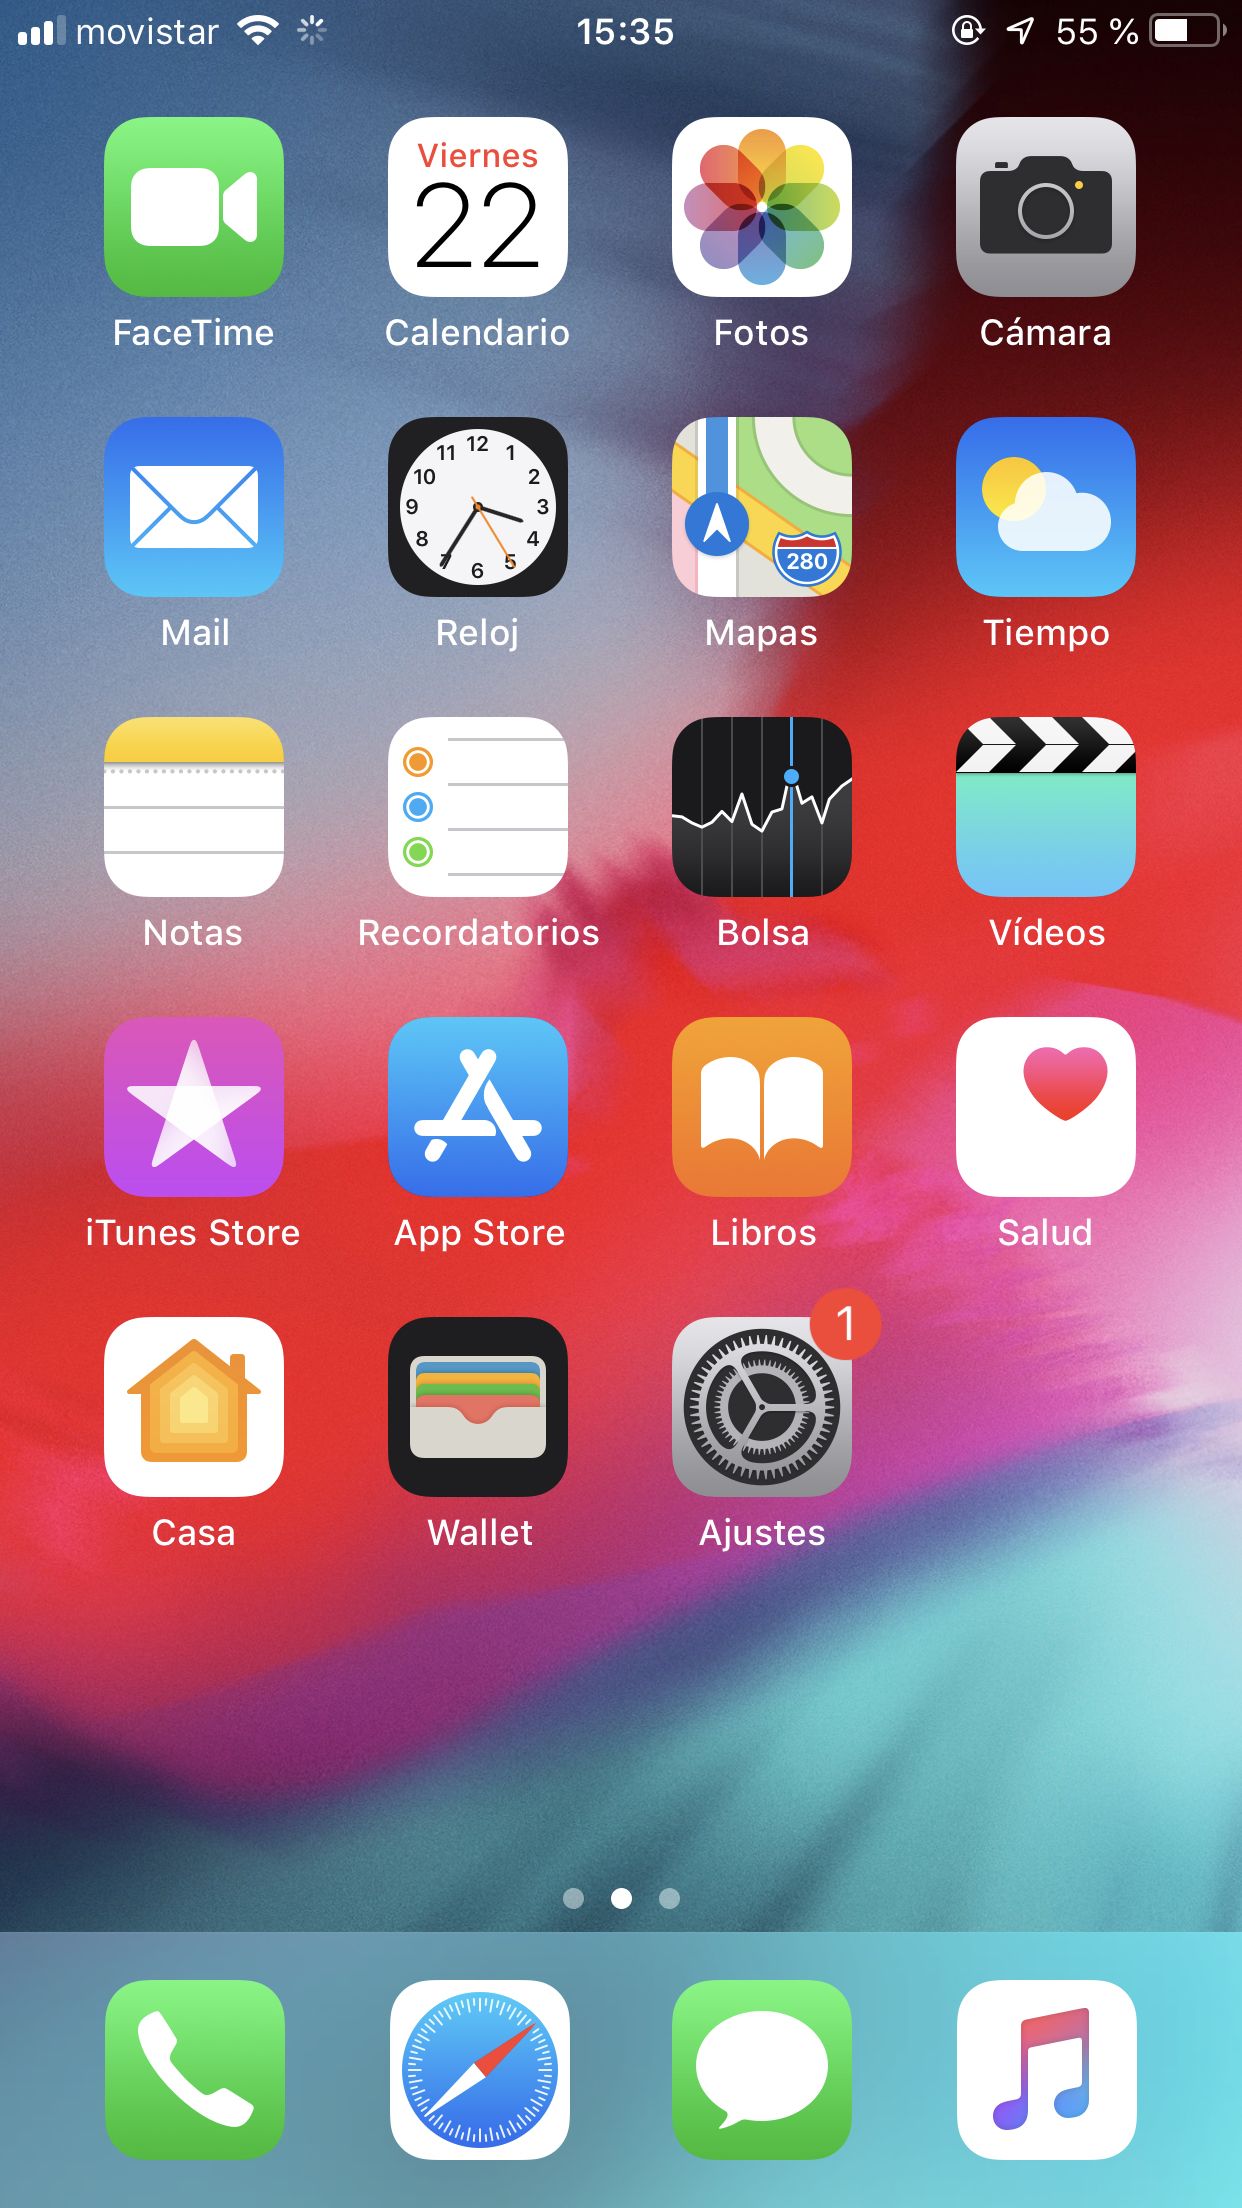 movistar 15:35 55 %
Viernes
22
FaceTime Calendario Fotos Cámara
12
11 1
10 2
9 3
8 4
7 5
6
280
Mail Reloj Mapas Tiempo
Notas Recordatorios Bolsa Vídeos
iTunes Store App Store Libros Salud
1
Casa Wallet Ajustes